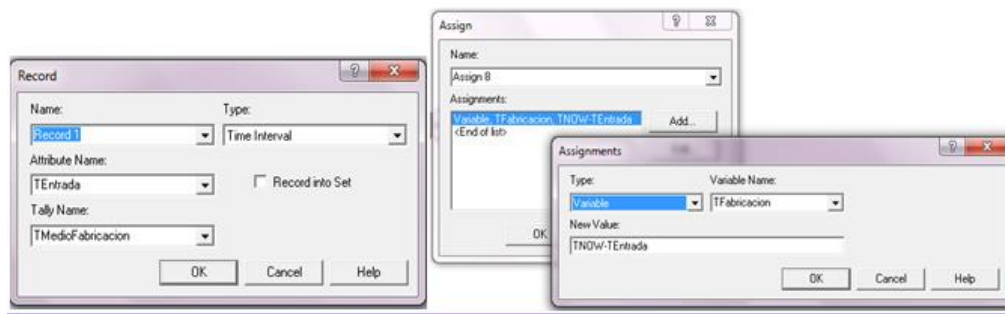 Record
Name:
Type:
Record 1
Time Interval
Attribute Name:
TEntrada
Record into Set
Tally Name:
TMedioFabricacion
OK
Cancel
Help
Assign
Name:
Assign 8
Assignments:
Variable, TFabricacion, TNOW-TEntrada
<End of list>
Add...
OK
Assignments
Type:
Variable Name:
Variable
TFabricacion
New Value:
TNOW-TEntrada
OK
Cancel
Help